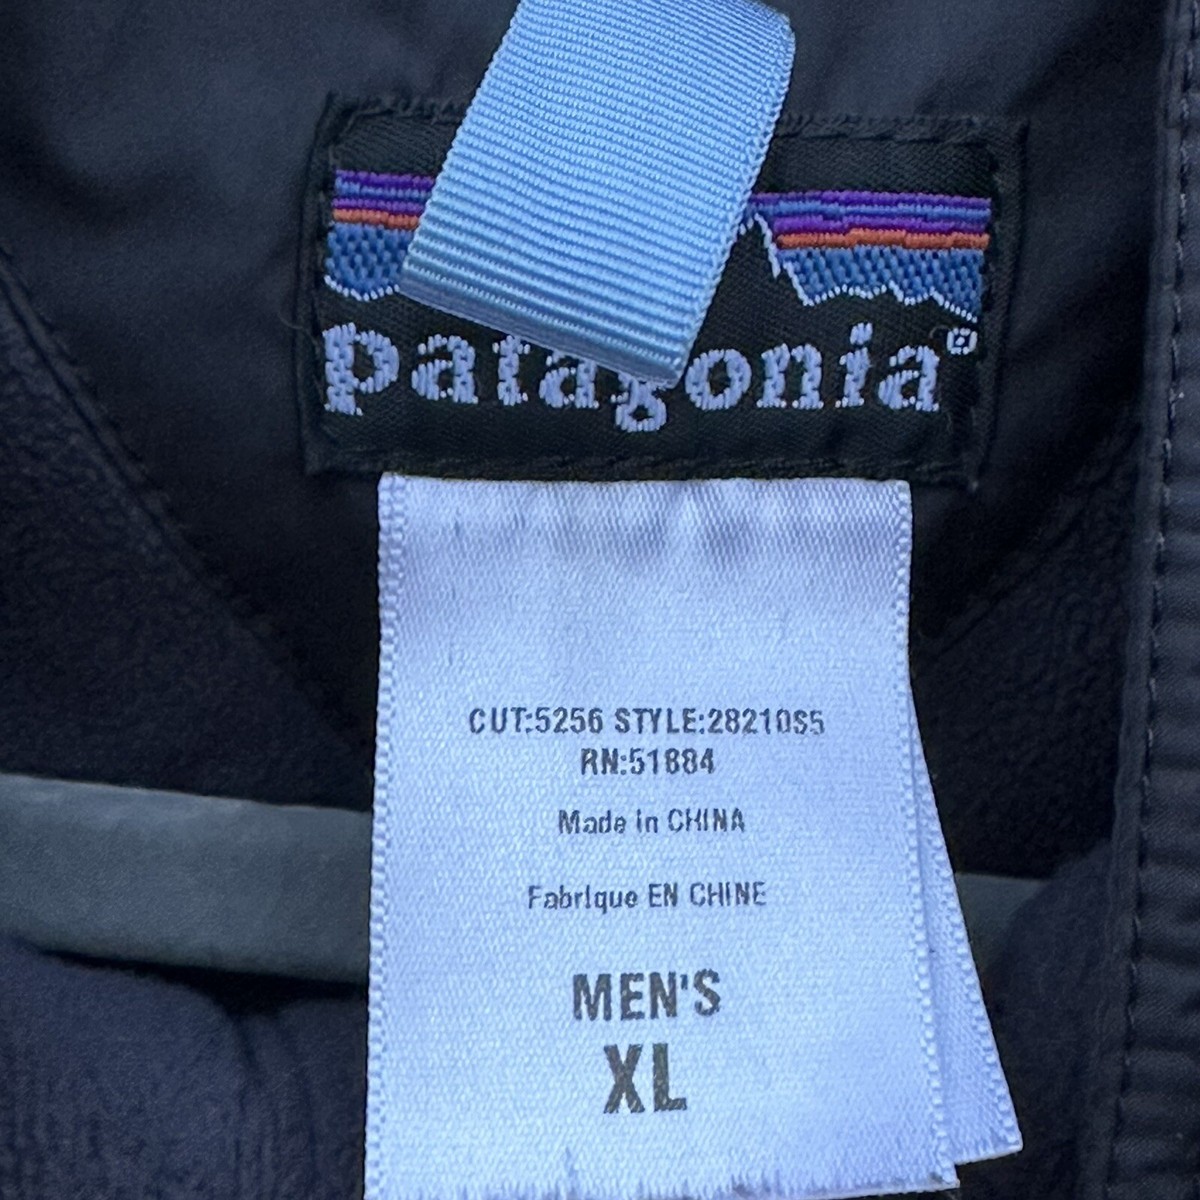 patagonia®
CUT:5256 STYLE:28210S5
RN:51884
Made in CHINA
Fabrique EN CHINE
MEN'S
XL